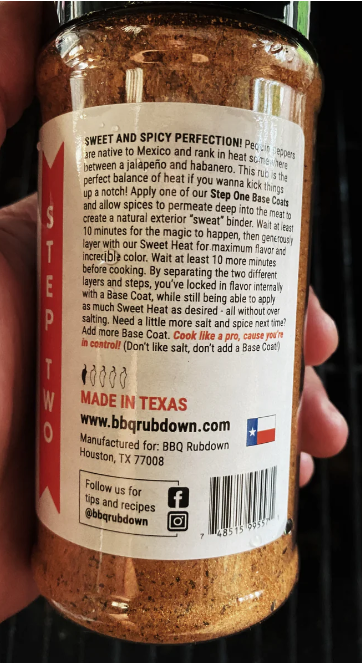 SWEET AND SPICY PERFECTION! Pequin peppers
are native to Mexico and rank in heat somewhere
between a jalapeño and habanero. This rub is the
perfect balance of heat if you wanna kick things
up a notch! Apply one of our Step One Base Coats
and allow spices to permeate deep into the meat to
create a natural exterior "sweat" binder. Wait at least
10 minutes for the magic to happen, then generously
layer with our Sweet Heat for maximum flavor and
incredible color. Wait at least 10 more minutes
before cooking. By separating the two different
layers and steps, you've locked in flavor internally
with a Base Coat, while still being able to apply
as much Sweet Heat as desired - all without over
salting. Need a little more salt and spice next time?
Add more Base Coat. Cook like a pro, cause you're
in control! (Don't like salt, don't add a Base Coat!)
STEP TWO
MADE IN TEXAS
www.bbqrubdown.com
Manufactured for: BBQ Rubdown
Houston, TX 77008
Follow us for
tips and recipes
@bbqrubdown